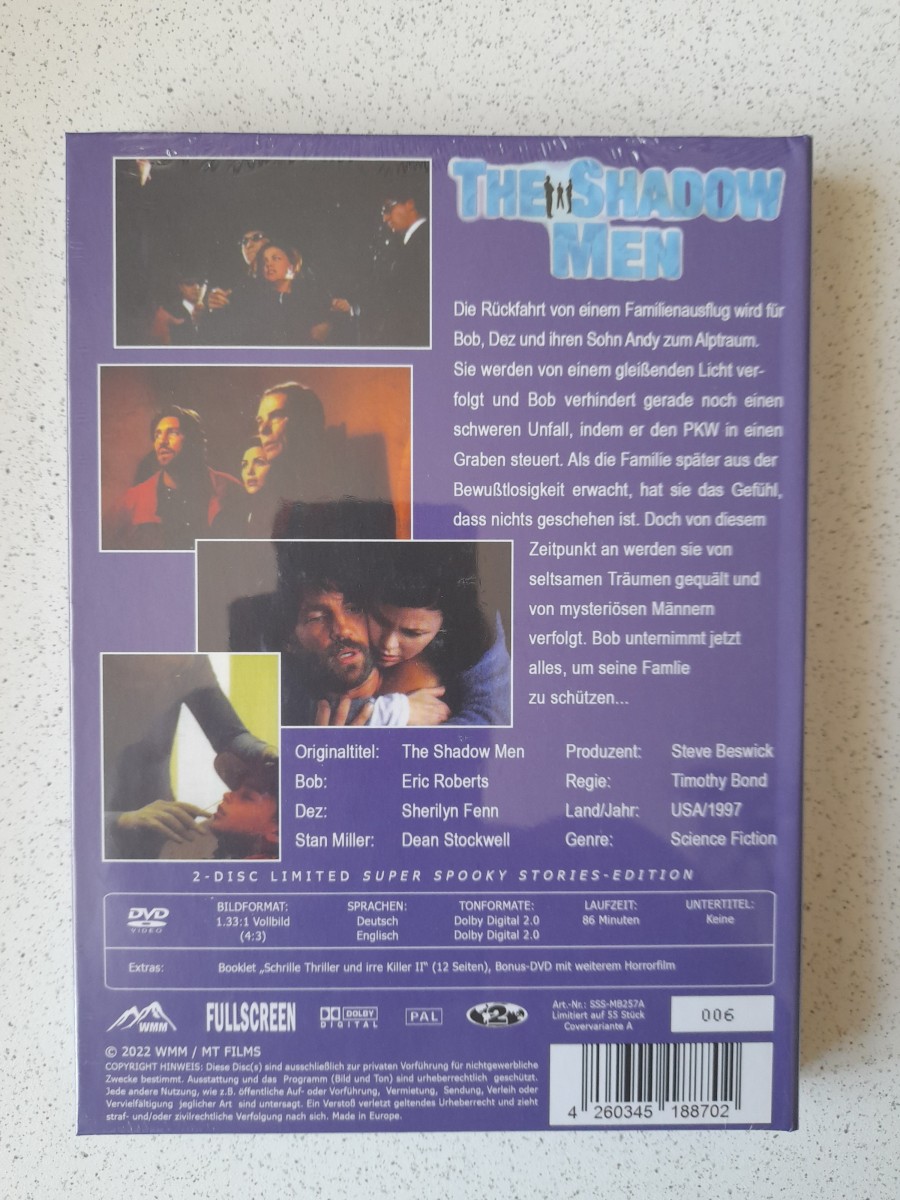 THE SHADOW
MEN
Die Rückfahrt von einem Familienausflug wird für
Bob, Dez und ihren Sohn Andy zum Alptraum.
Sie werden von einem gleißenden Licht ver-
folgt und Bob verhindert gerade noch einen
schweren Unfall, indem er den PKW in einen
Graben steuert. Als die Familie später aus der
Bewußtlosigkeit erwacht, hat sie das Gefühl,
dass nichts geschehen ist. Doch von diesem
Zeitpunkt an werden sie von
seltsamen Träumen gequält und
von mysteriösen Männern
verfolgt. Bob unternimmt jetzt
alles, um seine Famlie
zu schützen...
Originaltitel: The Shadow Men Produzent: Steve Beswick
Bob: Eric Roberts Regie: Timothy Bond
Dez: Sherilyn Fenn Land/Jahr: USA/1997
Stan Miller: Dean Stockwell Genre: Science Fiction
2-DISC LIMITED SUPER SPOOKY STORIES-EDITION
DVD VIDEO
BILDFORMAT: SPRACHEN: TONFORMATE: LAUFZEIT: UNTERTITEL:
1.33:1 Vollbild Deutsch Dolby Digital 2.0 86 Minuten Keine
(4:3) Englisch Dolby Digital 2.0
Extras: Booklet „Schrille Thriller und irre Killer II“ (12 Seiten), Bonus-DVD mit weiterem Horrorfilm
WMM FULLSCREEN DOLBY DIGITAL PAL 2
Art.-Nr.: SSS-MB257A
Limitiert auf 55 Stück
Covervariante A
006
© 2022 WMM / MT FILMS
COPYRIGHT HINWEIS: Diese Disc(s) sind ausschließlich zur privaten Vorführung für nichtgewerbliche
Zwecke bestimmt. Ausstattung und das Programm (Bild und Ton) sind urheberrechtlich geschützt.
Jede andere Nutzung, wie z.B. öffentliche Auf- oder Vorführung, Vermietung, Sendung, Verleih oder
Vervielfältigung jeglicher Art sind untersagt. Ein Verstoß verletzt geltendes Urheberrecht und zieht
straf- und/oder zivilrechtliche Verfolgung nach sich. Made in Europe.
4 260345 188702